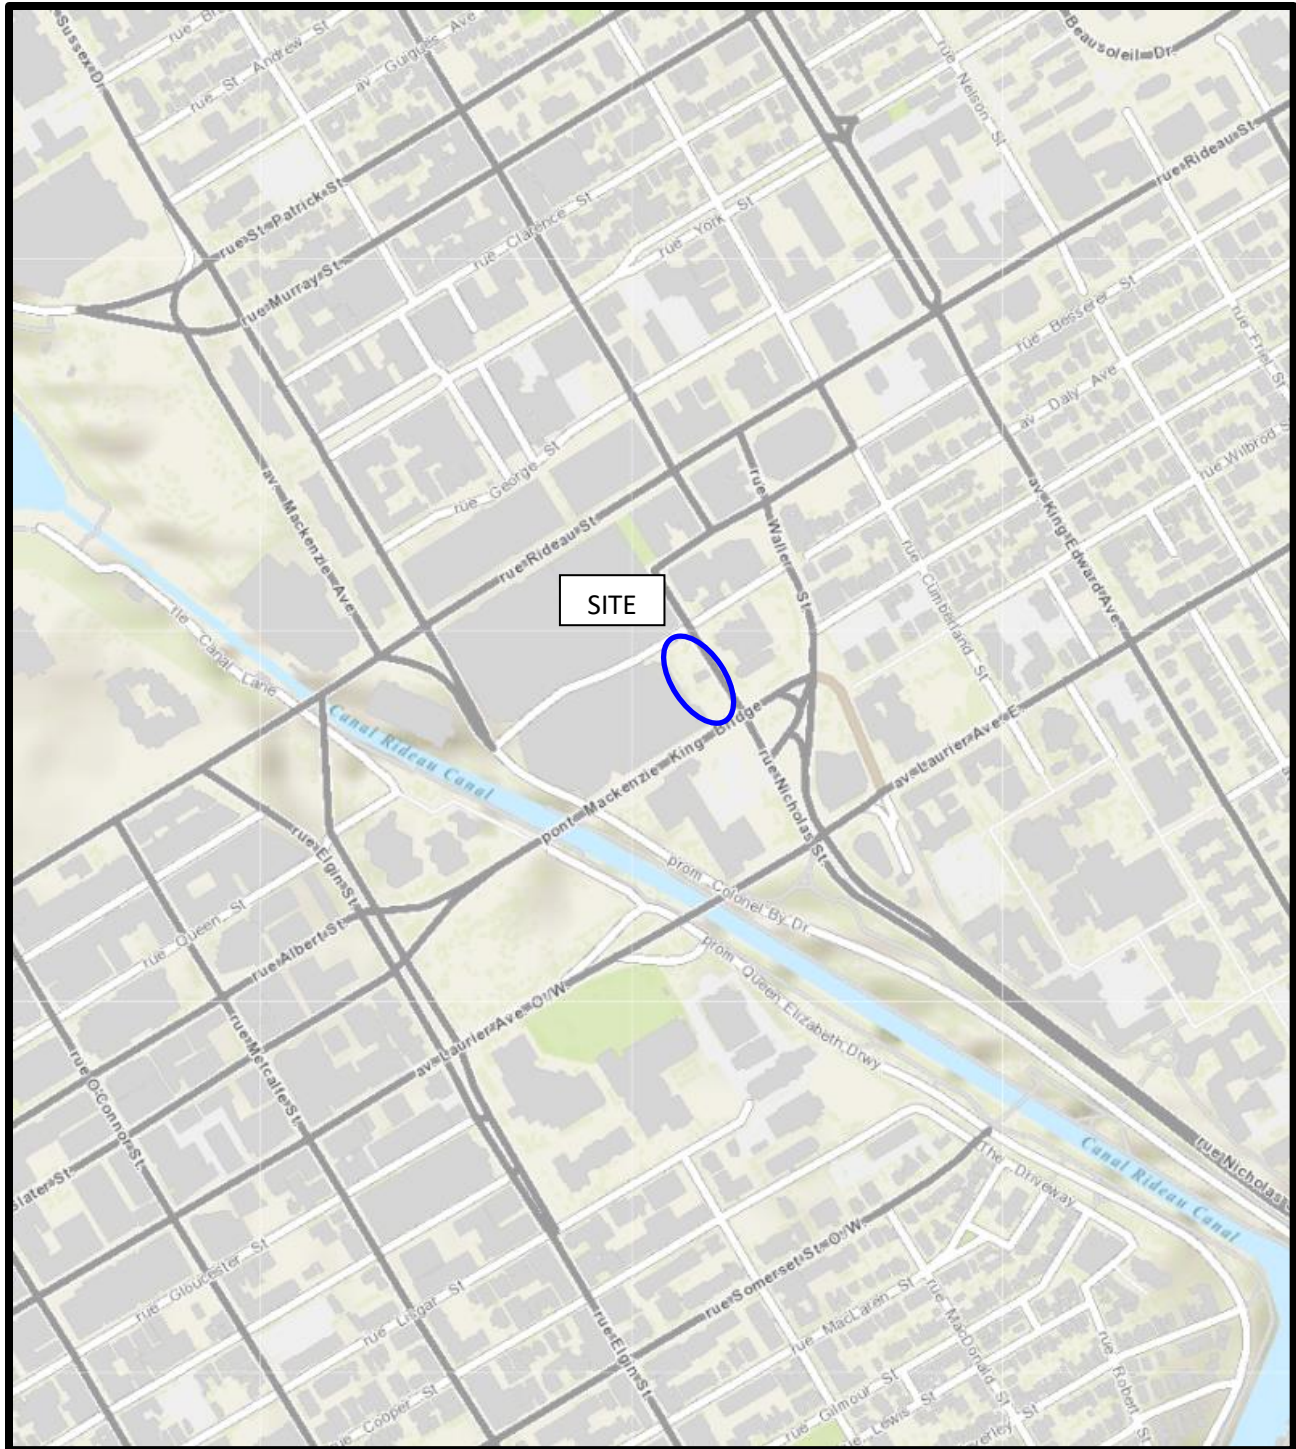 Sussex Dr.
rue St. Andrew St
av Guigues Ave
rue Nelson St
Beausoleil Dr.
rue St. Patrick St
rue Clarence St
rue York St
rue Rideau St.
rue Murray St.
rue Besserer St
rue Friel St
av Daly Ave
rue Wilbrod
av. Mackenzie Ave.
rue George St
rue Rideau St
rue Waller St.
av. King Edward Ave.
rue Cumberland St
SITE
Canal Lane
Canal Rideau Canal
pont Mackenzie King Bridge
rue Nicholas St.
av. Laurier Ave E.
rue Elgin St.
prom Colonel By Dr.
rue Queen St
rue Albert St.
prom Queen Elizabeth Drwy
av. Laurier Ave O/W.
rue Metcalfe St.
rue O'Connor St.
Slater St.
The Driveway
Canal Rideau Canal
rue Nicholas
rue Gloucester St
rue Lisgar St
rue Somerset St. O/W.
rue MacLaren St
rue MacDonald St
rue Robert St
rue Elgin St.
rue Gilmour St
rue Lewis St
Cooper St